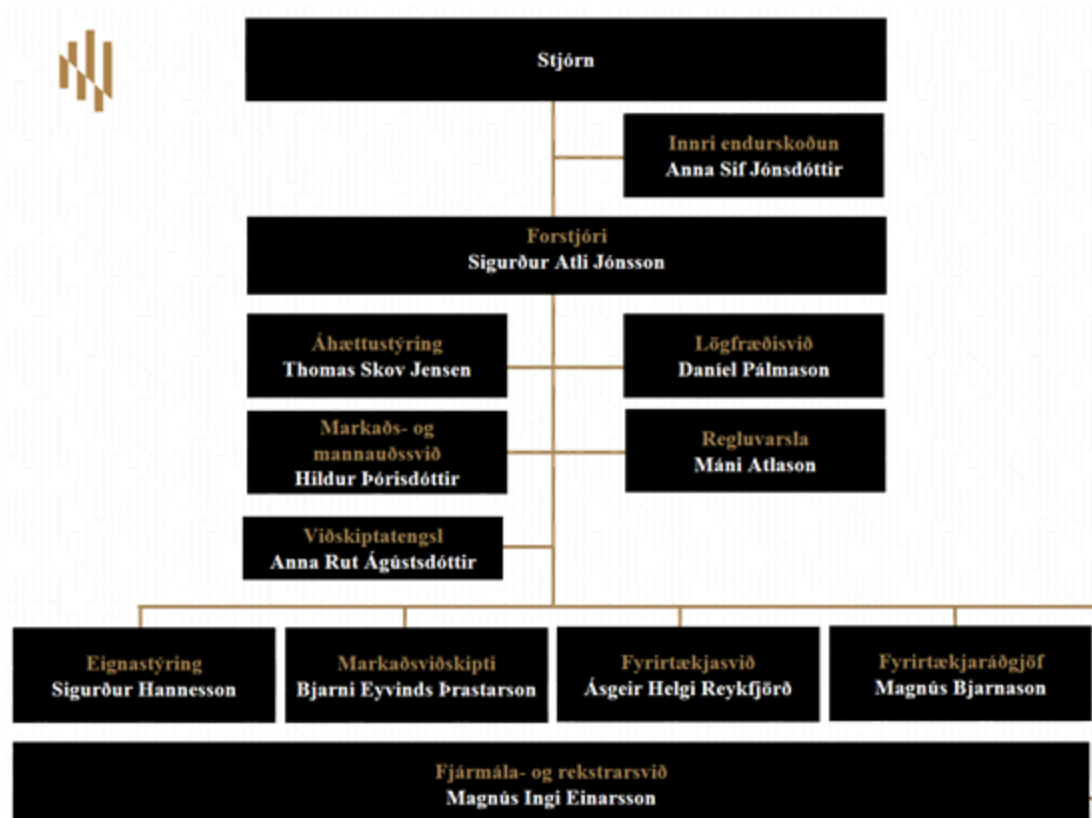 Stjórn
Innri endurskoðun
Anna Sif Jónsdóttir
Forstjóri
Sigurður Atli Jónsson
Áhættustýring
Thomas Skov Jensen
Lögfræðisvið
Daníel Pálmason
Markaðs- og
mannauðssvið
Hildur Þórisdóttir
Regluvarsla
Máni Atlason
Viðskiptatengsl
Anna Rut Ágústsdóttir
Eignastýring
Sigurður Hannesson
Markaðsviðskipti
Bjarni Eyvinds Þrastarson
Fyrirtækjasvið
Ásgeir Helgi Reykfjörð
Fyrirtækjaráðgjöf
Magnús Bjarnason
Fjármála- og rekstrarsvið
Magnús Ingi Einarsson